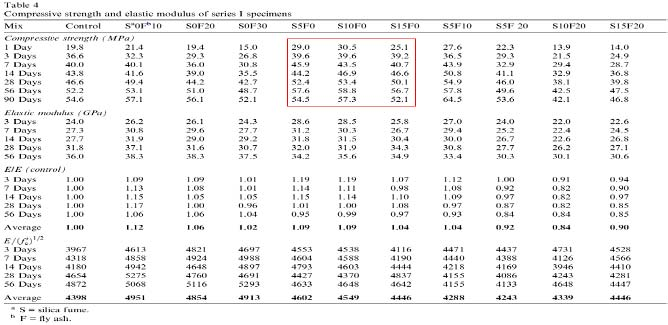 Table 4
Compressive strength and elastic modulus of series I specimens
Mix Control Sᵃ0Fᵇ10 S0F20 S0F30 S5F0 S10F0 S15F0 S5F10 S5F 20 S10F20 S15F20
Compressive strength (MPa)
1 Day 19.8 21.4 19.4 15.0 29.0 30.5 25.1 27.6 22.3 13.9 14.0
3 Days 36.6 32.3 29.3 26.8 39.6 39.6 39.2 36.5 29.3 21.5 24.9
7 Days 40.0 40.1 36.0 30.8 45.9 43.5 40.7 43.9 32.9 29.4 28.7
14 Days 43.8 41.6 39.0 35.5 44.2 46.9 46.6 50.8 41.1 32.9 36.8
28 Days 46.6 49.4 44.2 42.7 52.4 53.4 50.1 54.9 46.0 38.1 39.8
56 Days 52.2 53.1 51.0 48.7 57.6 58.8 56.7 57.8 49.6 42.5 47.5
90 Days 54.6 57.1 56.1 52.1 54.5 57.3 52.1 64.5 53.6 42.1 46.8
Elastic modulus (GPa)
3 Days 24.0 26.2 26.1 24.3 28.6 28.5 25.8 27.0 24.0 22.0 22.6
7 Days 27.3 30.8 29.6 27.7 31.2 30.3 26.7 29.4 25.2 22.4 24.5
14 Days 27.7 31.9 29.0 29.2 31.8 31.5 30.4 30.0 26.7 22.6 26.8
28 Days 31.8 37.1 31.6 30.7 32.0 31.9 34.3 30.8 27.7 26.2 27.1
56 Days 36.0 38.3 37.5 34.2 35.6 34.9 33.4 30.3 30.1 30.6
E/E (control)
3 Days 1.00 1.09 1.09 1.01 1.19 1.19 1.07 1.12 1.00 0.91 0.94
7 Days 1.00 1.13 1.08 1.01 1.14 1.11 0.98 1.08 0.92 0.82 0.90
14 Days 1.00 1.15 1.05 1.05 1.15 1.14 1.10 1.09 0.97 0.82 0.97
28 Days 1.00 1.17 1.00 0.96 1.01 1.00 1.08 0.97 0.87 0.82 0.85
56 Days 1.00 1.06 1.06 1.04 0.95 0.99 0.97 0.93 0.84 0.84 0.85
Average 1.00 1.12 1.06 1.02 1.09 1.09 1.04 1.04 0.92 0.84 0.90
3 Days 3967 4613 4821 4697 4553 4538 4116 4471 4437 4731 4528
7 Days 4318 4858 4924 4988 4604 4588 4190 4440 4388 4126 4566
14 Days 4180 4942 4648 4897 4793 4603 4444 4218 4169 3946 4410
28 Days 4654 5275 4760 4691 4427 4370 4837 4155 4086 4243 4281
56 Days 4872 5068 5116 5293 4633 4648 4642 4155 4133 4648 4447
Average 4398 4951 4854 4913 4602 4549 4446 4288 4243 4339 4446
ᵃ S = silica fume.
ᵇ F = fly ash.